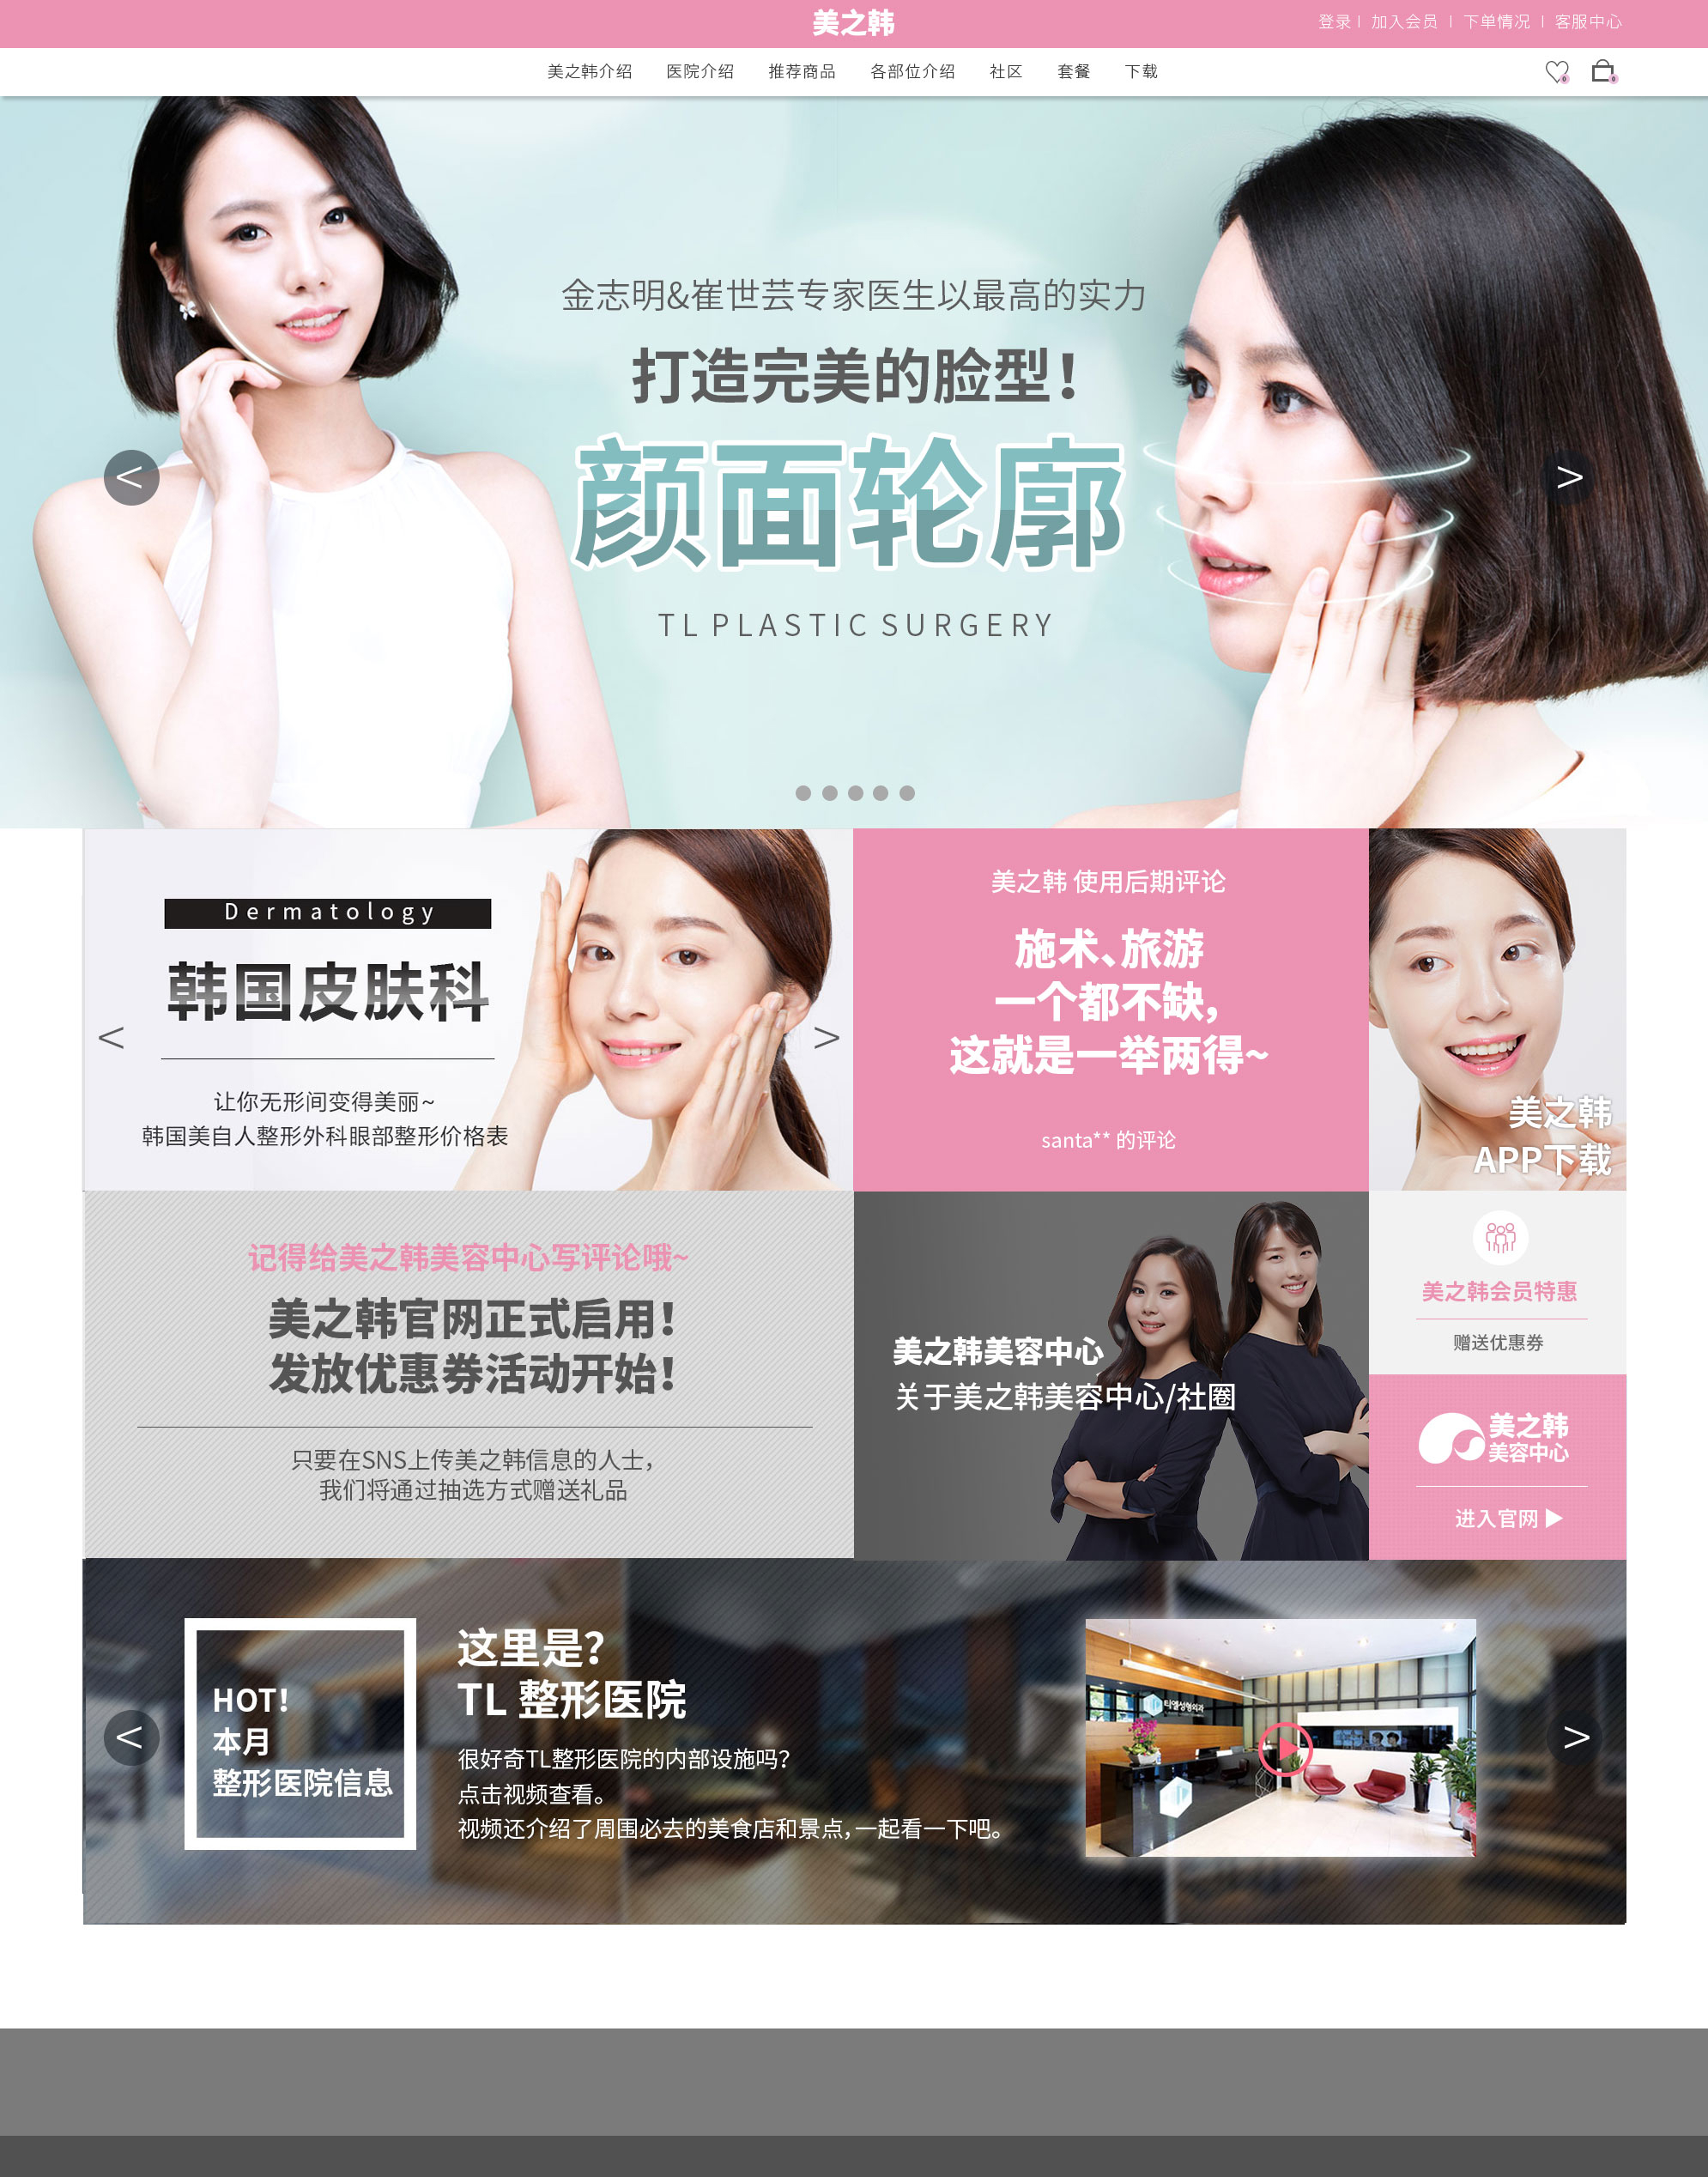 美之韩
登录 | 加入会员 | 下单情况 | 客服中心
美之韩介绍 医院介绍 推荐商品 各部位介绍 社区 套餐 下载
0 0
金志明&崔世芸专家医生以最高的实力
打造完美的脸型！
颜面轮廓
TL PLASTIC SURGERY
< >
Dermatology
韩国皮肤科
< >
让你无形间变得美丽~
韩国美自人整形外科眼部整形价格表
美之韩 使用后期评论
施术、旅游
一个都不缺，
这就是一举两得~
santa** 的评论
美之韩
APP下载
记得给美之韩美容中心写评论哦~
美之韩官网正式启用！
发放优惠券活动开始！
只要在SNS上传美之韩信息的人士，
我们将通过抽选方式赠送礼品
美之韩美容中心
关于美之韩美容中心/社圈
美之韩会员特惠
赠送优惠券
美之韩
美容中心
进入官网 ▶
HOT！
本月
整形医院信息
这里是？
TL 整形医院
很好奇TL整形医院的内部设施吗？
点击视频查看。
视频还介绍了周围必去的美食店和景点，一起看一下吧。
티엘성형외과
< >